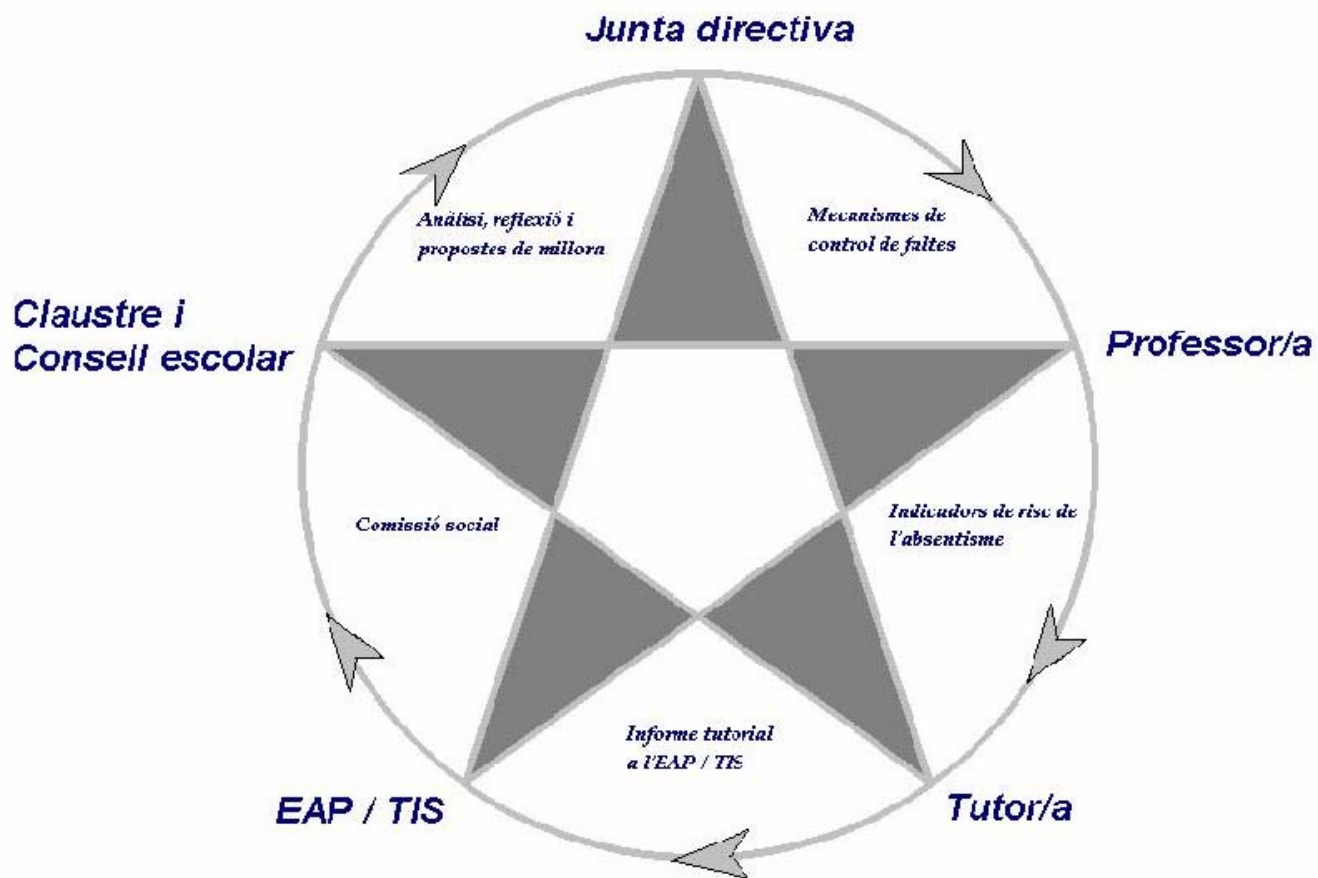 Junta directiva
Anàlisi, reflexió i
propostes de millora
Mecanismes de
control de faltes
Claustre i
Consell escolar
Professor/a
Comissió social
Indicadors de risc de
l'absentisme
Informe tutorial
a l'EAP / TIS
EAP / TIS
Tutor/a